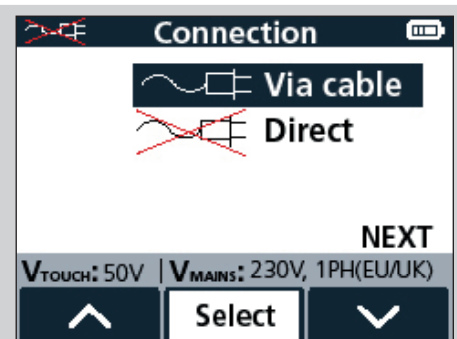 Connection
Via cable
Direct
NEXT
VTOUCH: 50V | VMAINS: 230V, 1PH(EU/UK)
Select